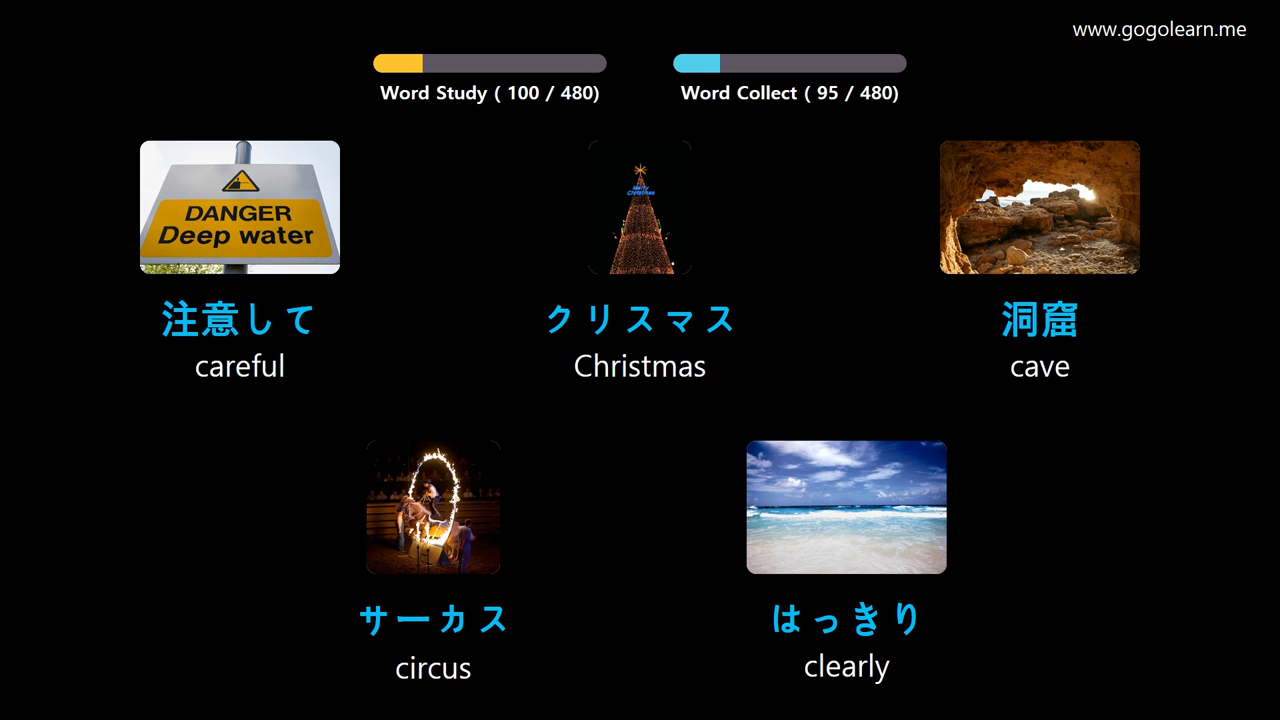 www.gogolearn.me
Word Study ( 100 / 480)
Word Collect ( 95 / 480)
DANGER
Deep water
Merry
Christmas
注意して
クリスマス
洞窟
careful
Christmas
cave
サーカス
はっきり
circus
clearly